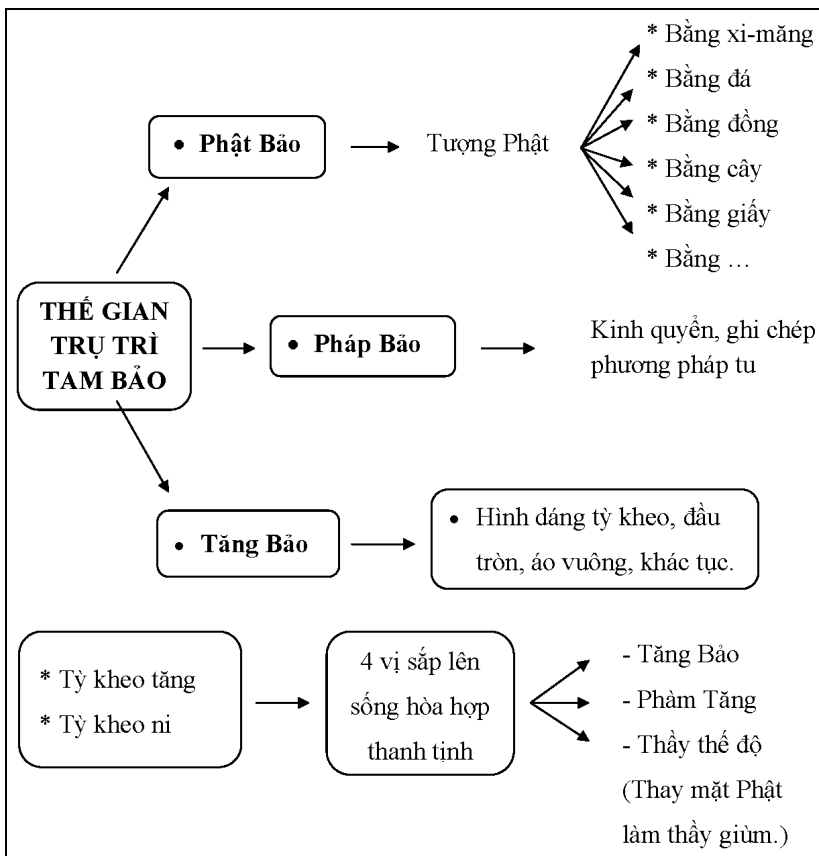 * Bằng xi-măng
* Bằng đá
* Bằng đồng
* Bằng cây
* Bằng giấy
* Bằng …
• Phật Bảo
Tượng Phật
THẾ GIAN
TRỤ TRÌ
TAM BẢO
• Pháp Bảo
Kinh quyển, ghi chép
phương pháp tu
• Tăng Bảo
• Hình dáng tỳ kheo, đầu
tròn, áo vuông, khác tục.
* Tỳ kheo tăng
* Tỳ kheo ni
4 vị sắp lên
sống hòa hợp
thanh tịnh
- Tăng Bảo
- Phàm Tăng
- Thầy thế độ
(Thay mặt Phật
làm thầy giùm.)